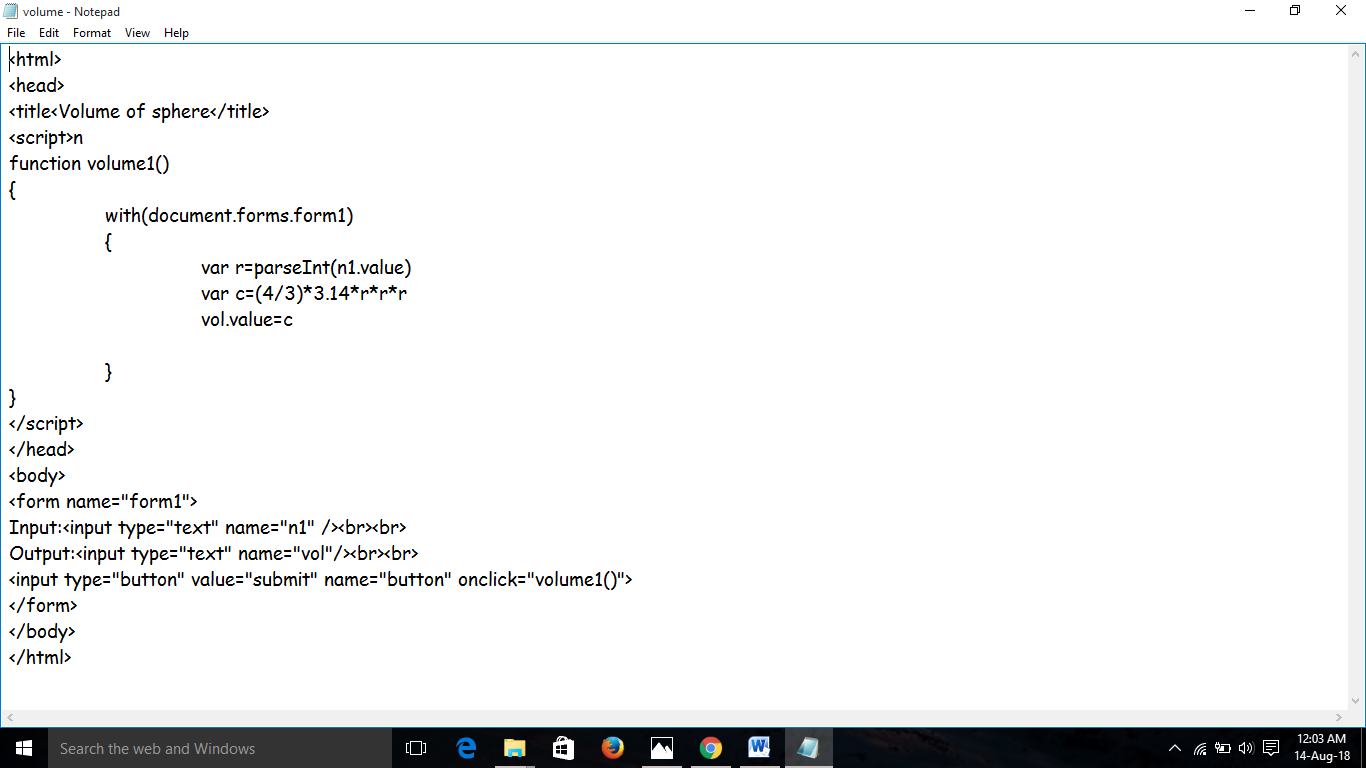 volume - Notepad
File Edit Format View Help
<html>
<head>
<title<Volume of sphere</title>
<script>n
function volume1()
{
with(document.forms.form1)
{
var r=parseInt(n1.value)
var c=(4/3)*3.14*r*r*r
vol.value=c
}
}
</script>
</head>
<body>
<form name="form1">
Input:<input type="text" name="n1" /><br><br>
Output:<input type="text" name="vol"/><br><br>
<input type="button" value="submit" name="button" onclick="volume1()">
</form>
</body>
</html>
Search the web and Windows
12:03 AM
14-Aug-18